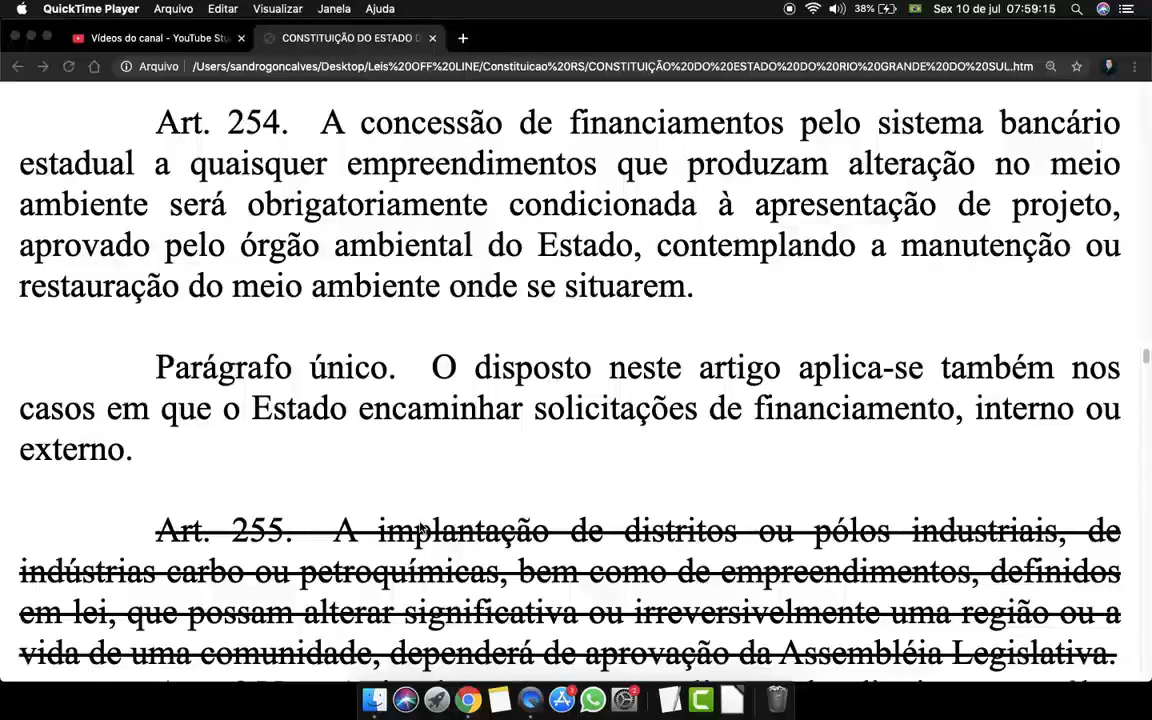 QuickTime Player Arquivo Editar Visualizar Janela Ajuda 38% Sex 10 de jul 07:59:15
Vídeos do canal - YouTube Stu CONSTITUIÇÃO DO ESTADO
Arquivo /Users/sandrogoncalves/Desktop/Leis%20OFF%20LINE/Constituicao%20RS/CONSTITUIÇÃO%20DO%20ESTADO%20DO%20RIO%20GRANDE%20DO%20SUL.htm
Art. 254. A concessão de financiamentos pelo sistema bancário
estadual a quaisquer empreendimentos que produzam alteração no meio
ambiente será obrigatoriamente condicionada à apresentação de projeto,
aprovado pelo órgão ambiental do Estado, contemplando a manutenção ou
restauração do meio ambiente onde se situarem.
Parágrafo único. O disposto neste artigo aplica-se também nos
casos em que o Estado encaminhar solicitações de financiamento, interno ou
externo.
Art. 255. A implantação de distritos ou pólos industriais, de
indústrias carbo ou petroquímicas, bem como de empreendimentos, definidos
em lei, que possam alterar significativa ou irreversivelmente uma região ou a
vida de uma comunidade, dependerá de aprovação da Assembléia Legislativa.